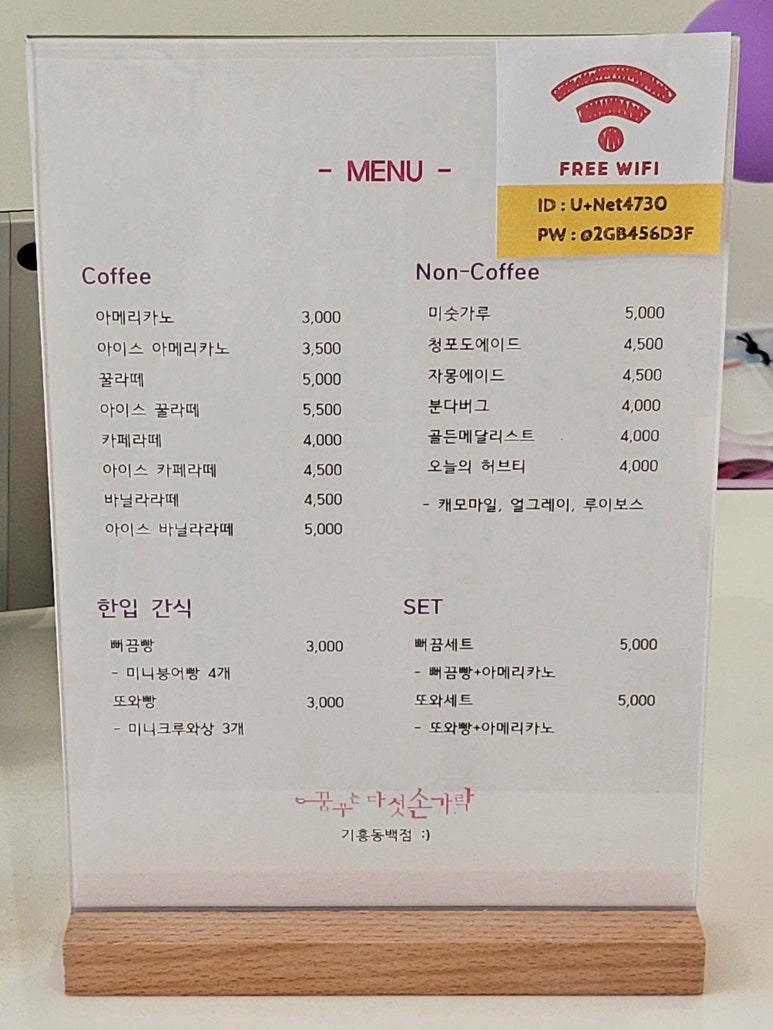 FREE WIFI
ID : U+Net4730
PW : @2GB456D3F
- MENU -
Coffee
아메리카노 3,000
아이스 아메리카노 3,500
꿀라떼 5,000
아이스 꿀라떼 5,500
카페라떼 4,000
아이스 카페라떼 4,500
바닐라라떼 4,500
아이스 바닐라라떼 5,000
Non-Coffee
미숫가루 5,000
청포도에이드 4,500
자몽에이드 4,500
분다버그 4,000
골든메달리스트 4,000
오늘의 허브티 4,000
- 캐모마일, 얼그레이, 루이보스
한입 간식
뻐끔빵 3,000
- 미니붕어빵 4개
또와빵 3,000
- 미니크루와상 3개
SET
뻐끔세트 5,000
- 뻐끔빵+아메리카노
또와세트 5,000
- 또와빵+아메리카노
꿈꾸는 다섯손가락
기흥동백점 :)